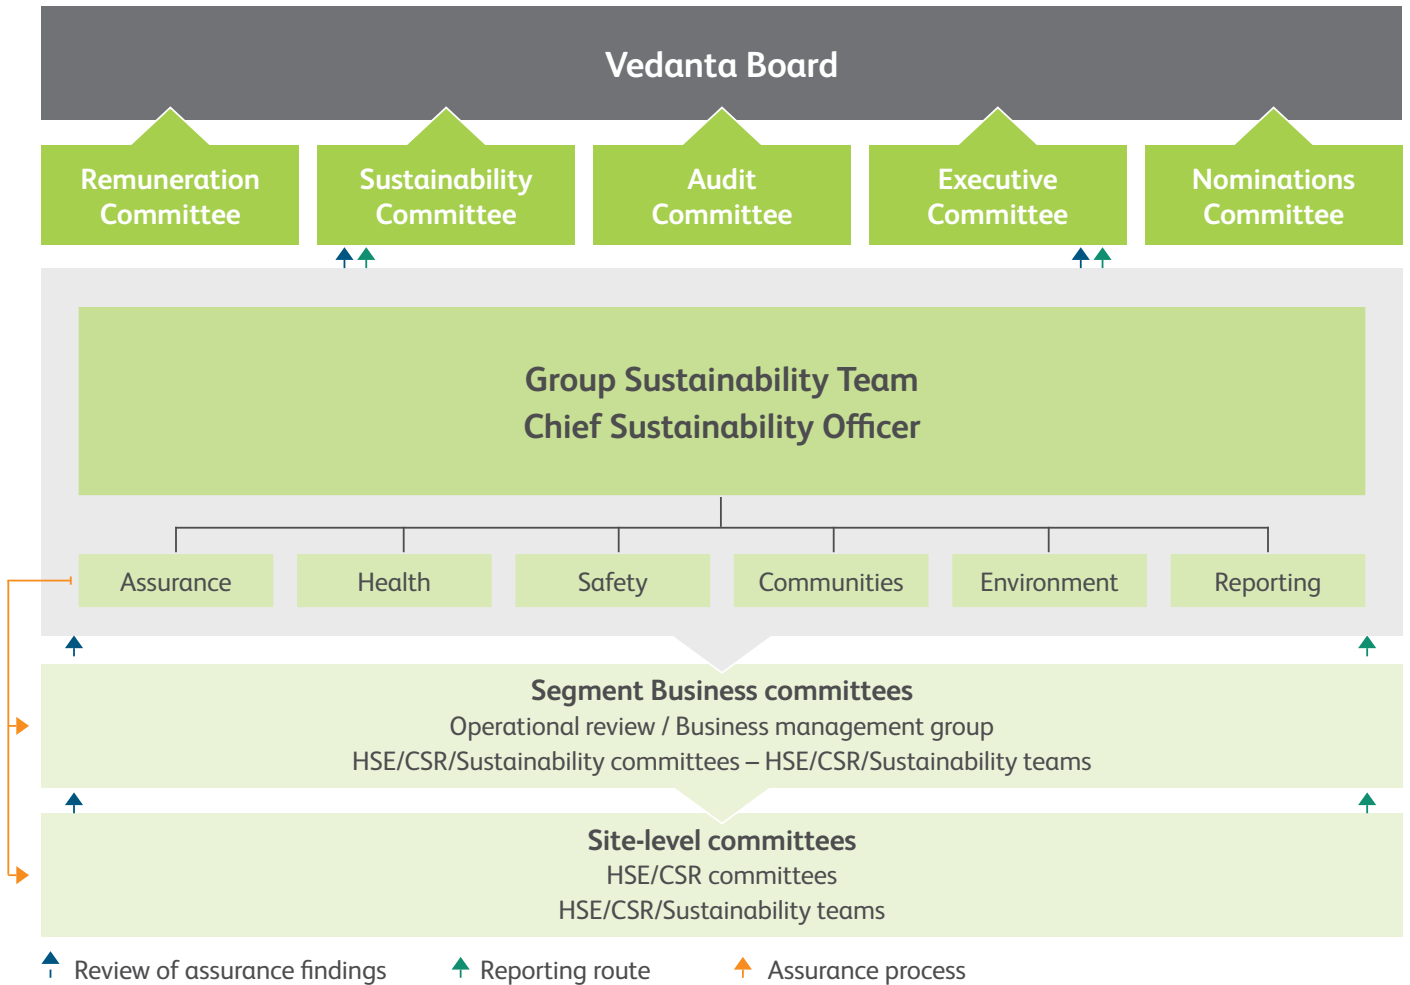 Vedanta Board
Remuneration
Committee
Sustainability
Committee
Audit
Committee
Executive
Committee
Nominations
Committee
Group Sustainability Team
Chief Sustainability Officer
Assurance
Health
Safety
Communities
Environment
Reporting
Segment Business committees
Operational review / Business management group
HSE/CSR/Sustainability committees – HSE/CSR/Sustainability teams
Site-level committees
HSE/CSR committees
HSE/CSR/Sustainability teams
Review of assurance findings
Reporting route
Assurance process